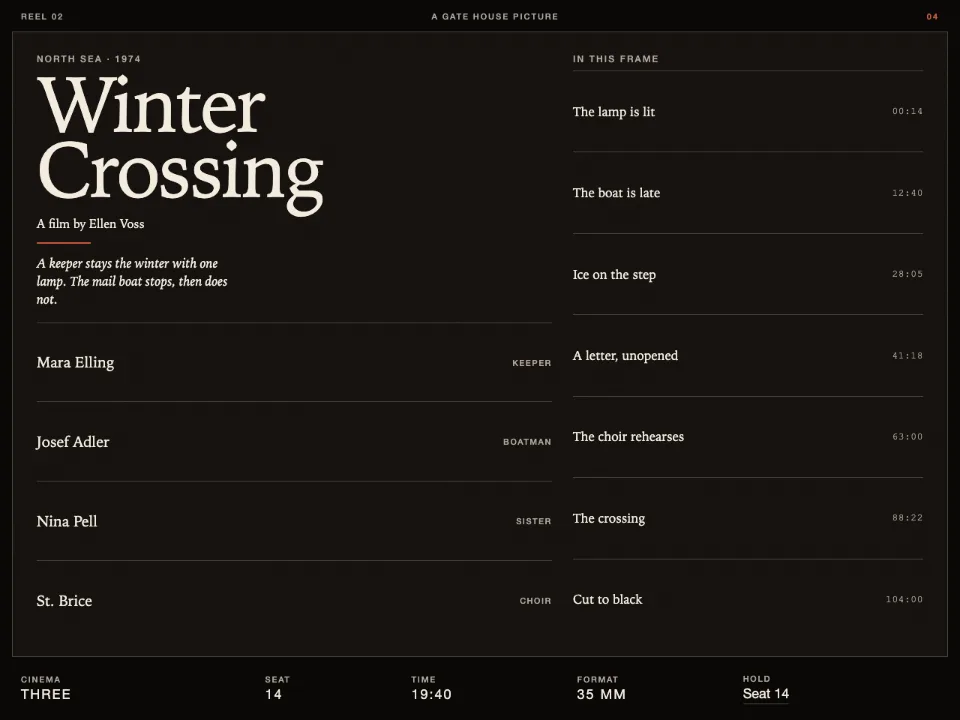 REEL 02
A GATE HOUSE PICTURE
04
NORTH SEA · 1974
Winter
Crossing
A film by Ellen Voss
A keeper stays the winter with one
lamp. The mail boat stops, then does
not.
Mara Elling KEEPER
Josef Adler BOATMAN
Nina Pell SISTER
St. Brice CHOIR
IN THIS FRAME
The lamp is lit 00:14
The boat is late 12:40
Ice on the step 28:05
A letter, unopened 41:18
The choir rehearses 63:00
The crossing 88:22
Cut to black 104:00
CINEMA
THREE
SEAT
14
TIME
19:40
FORMAT
35 MM
HOLD
Seat 14